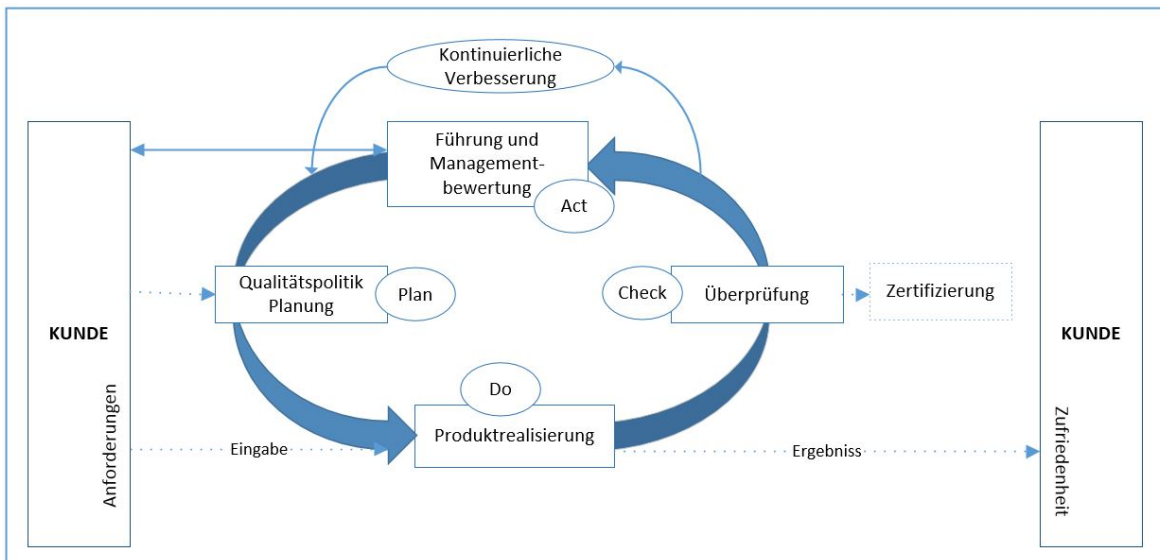 Kontinuierliche
Verbesserung
Führung und
Management-
bewertung
Act
Qualitätspolitik
Planung
Plan
Check
Überprüfung
Zertifizierung
KUNDE
Anforderungen
KUNDE
Zufriedenheit
Do
Produktrealisierung
Eingabe
Ergebniss